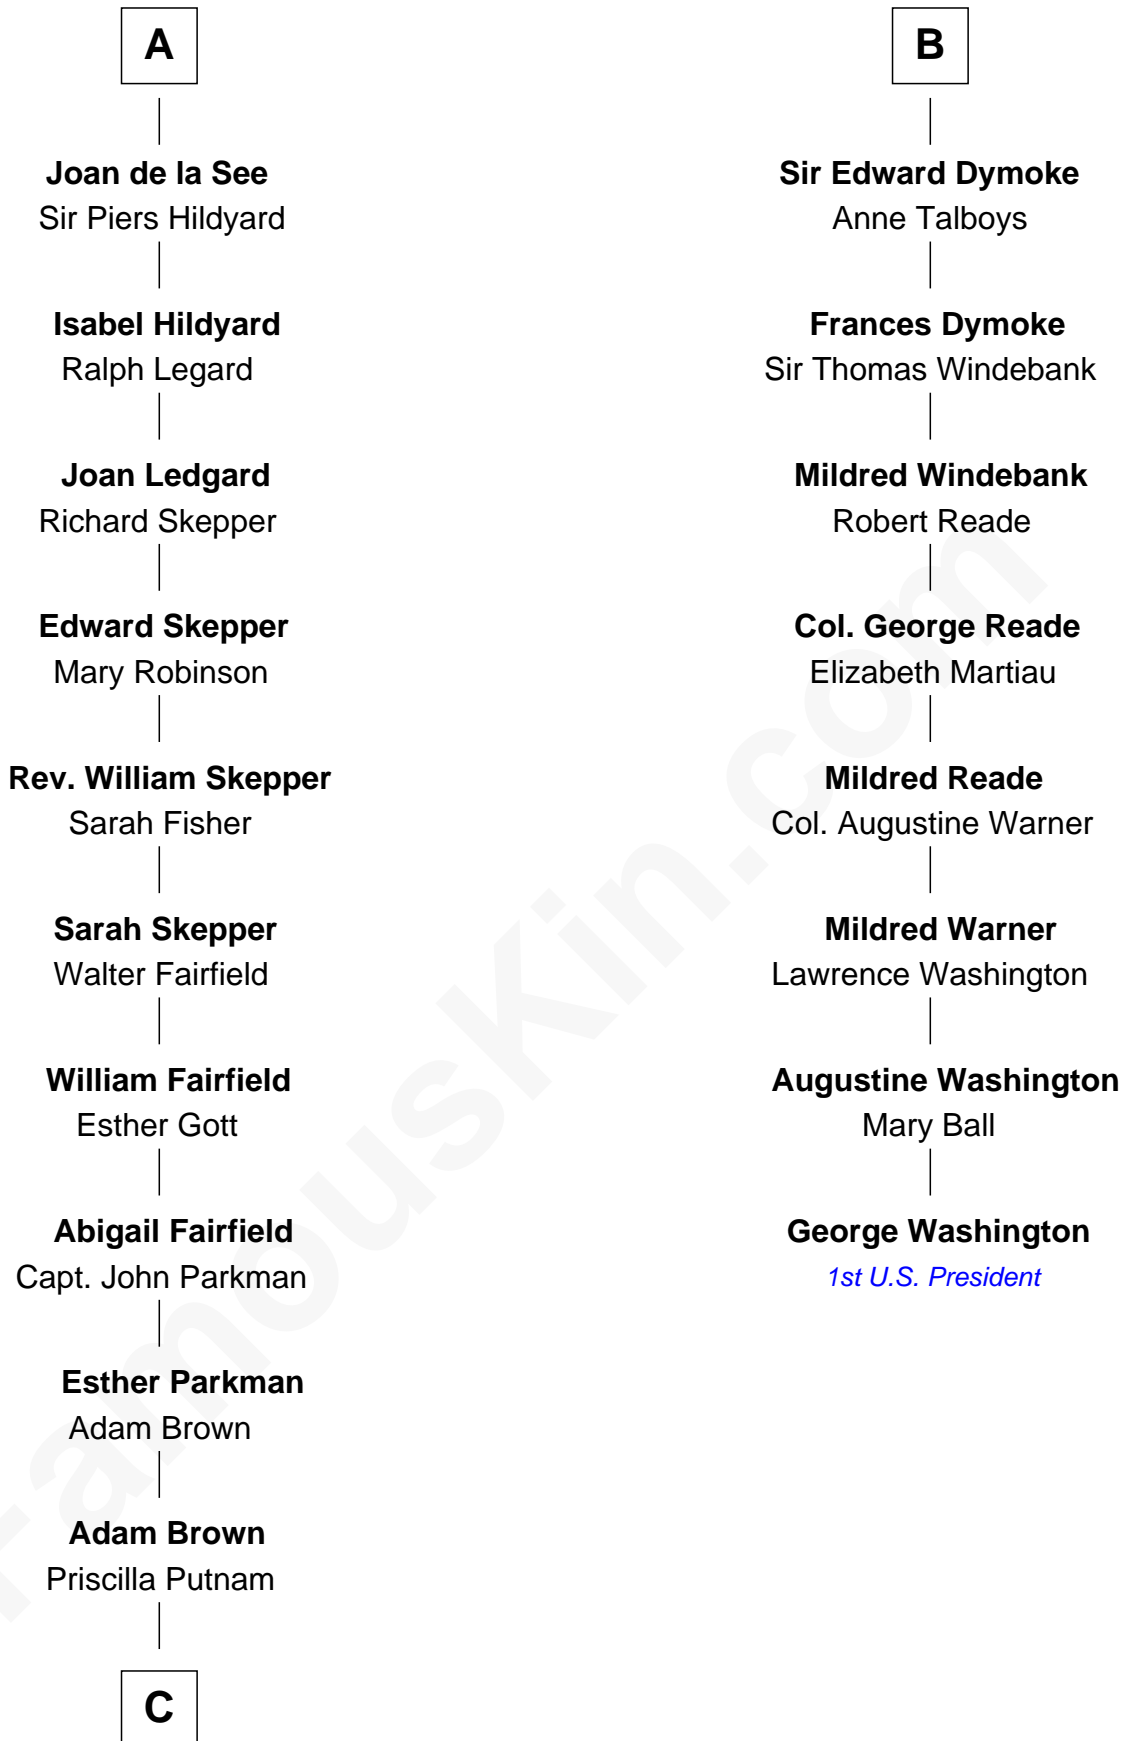 A
Joan de la See
Sir Piers Hildyard
Isabel Hildyard
Ralph Legard
Joan Ledgard
Richard Skepper
Edward Skepper
Mary Robinson
Rev. William Skepper
Sarah Fisher
Sarah Skepper
Walter Fairfield
William Fairfield
Esther Gott
Abigail Fairfield
Capt. John Parkman
Esther Parkman
Adam Brown
Adam Brown
Priscilla Putnam
C
B
Sir Edward Dymoke
Anne Talboys
Frances Dymoke
Sir Thomas Windebank
Mildred Windebank
Robert Reade
Col. George Reade
Elizabeth Martiau
Mildred Reade
Col. Augustine Warner
Mildred Warner
Lawrence Washington
Augustine Washington
Mary Ball
George Washington
1st U.S. President
FamousKin.com